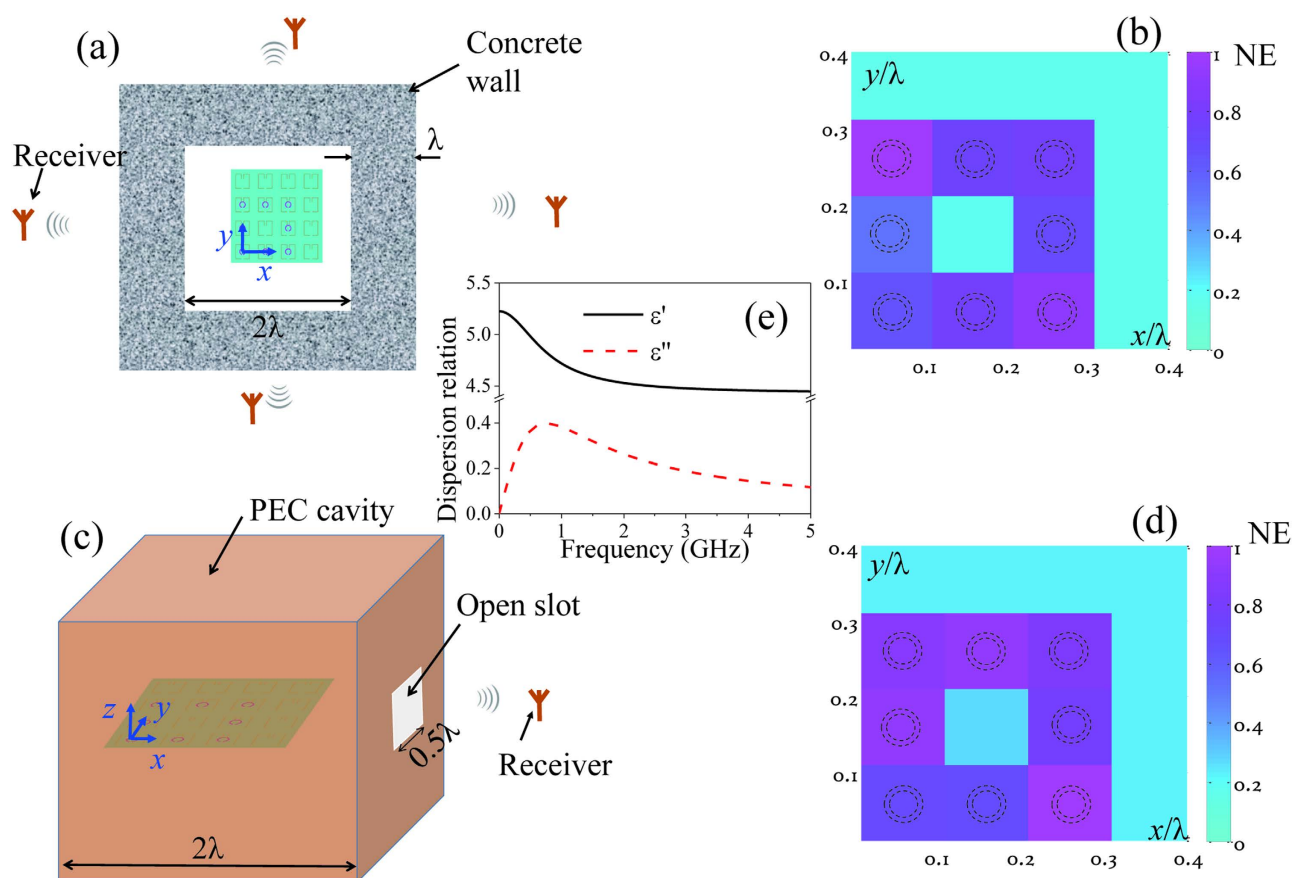 (a)
Concrete
wall
Receiver
λ
y
x
2λ
(b)
NE
y/λ
x/λ
0.4
0.3
0.2
0.1
0.1
0.2
0.3
0.4
1
0.8
0.6
0.4
0.2
0
(e)
ε'
ε''
Dispersion relation
5.5
5.0
4.5
0.4
0.2
0.0
0 1 2 3 4 5
Frequency (GHz)
(c)
PEC cavity
Open slot
z
y
x
0.5λ
Receiver
2λ
(d)
NE
y/λ
x/λ
0.4
0.3
0.2
0.1
0.1
0.2
0.3
0.4
1
0.8
0.6
0.4
0.2
0